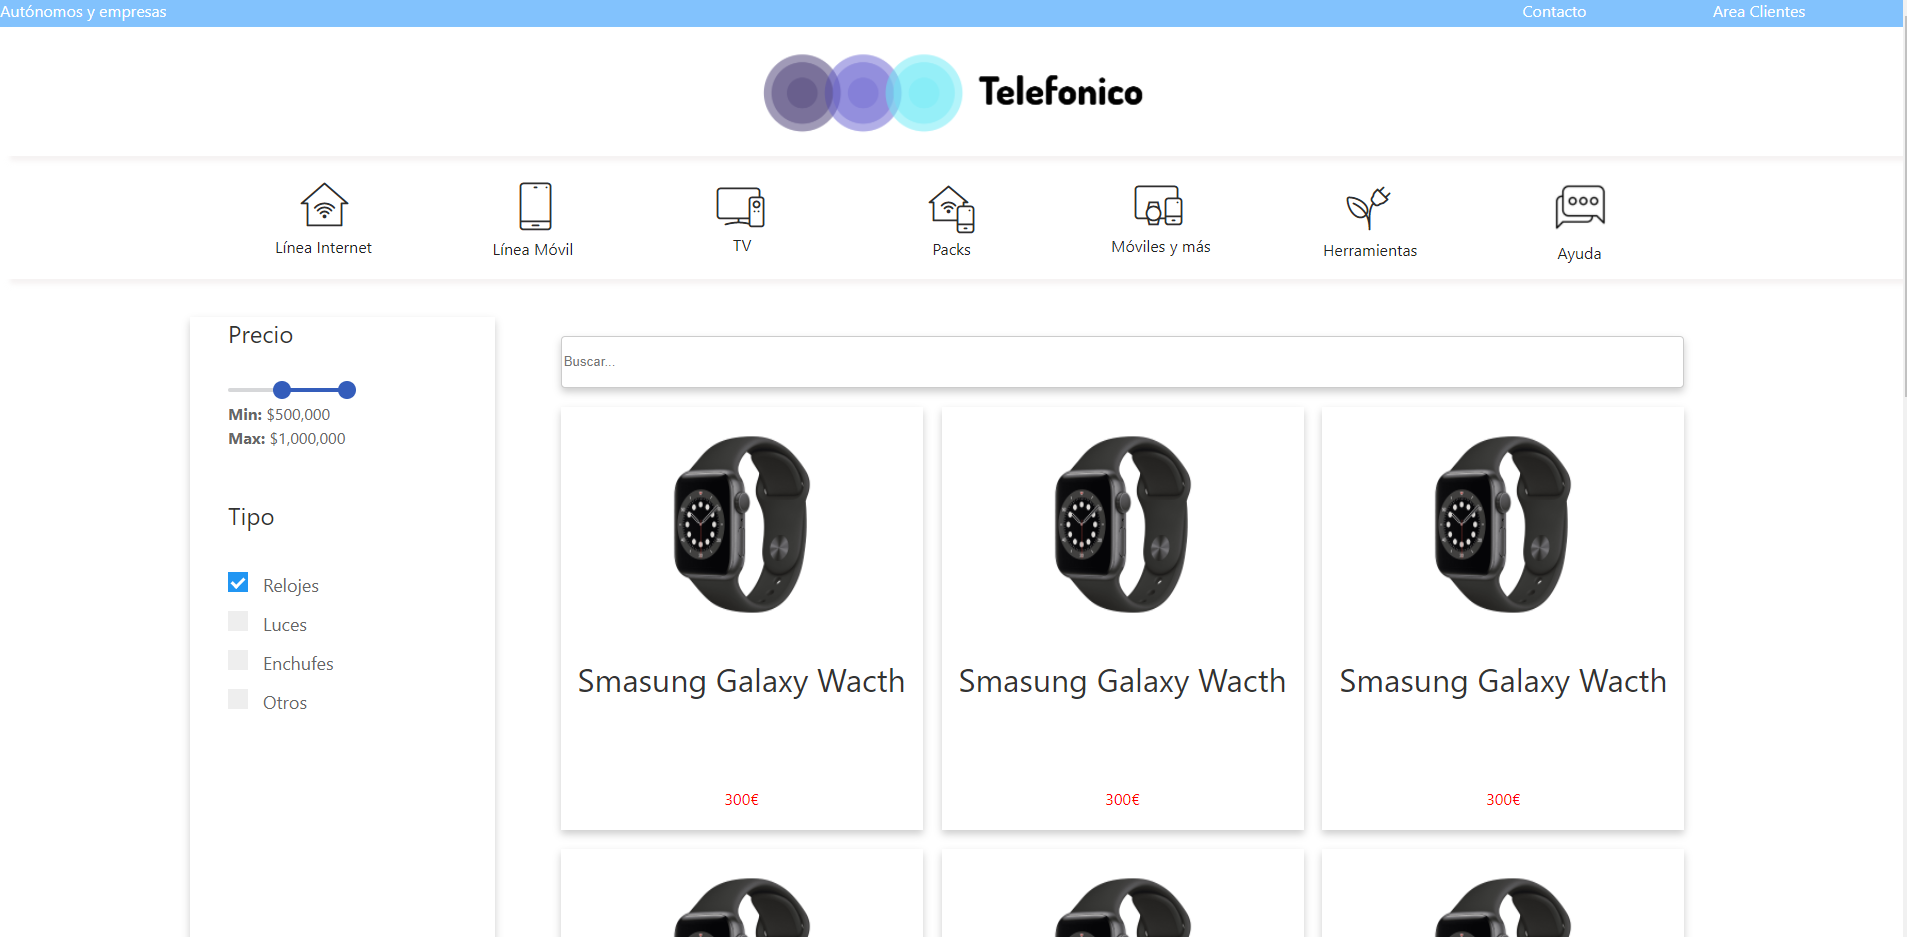 Autónomos y empresas Contacto Area Clientes
Telefonico
Línea Internet Línea Móvil TV Packs Móviles y más Herramientas Ayuda
Precio
Min: $500,000
Max: $1,000,000
Tipo
Relojes
Luces
Enchufes
Otros
Buscar...
Smasung Galaxy Wacth Smasung Galaxy Wacth Smasung Galaxy Wacth
300€ 300€ 300€